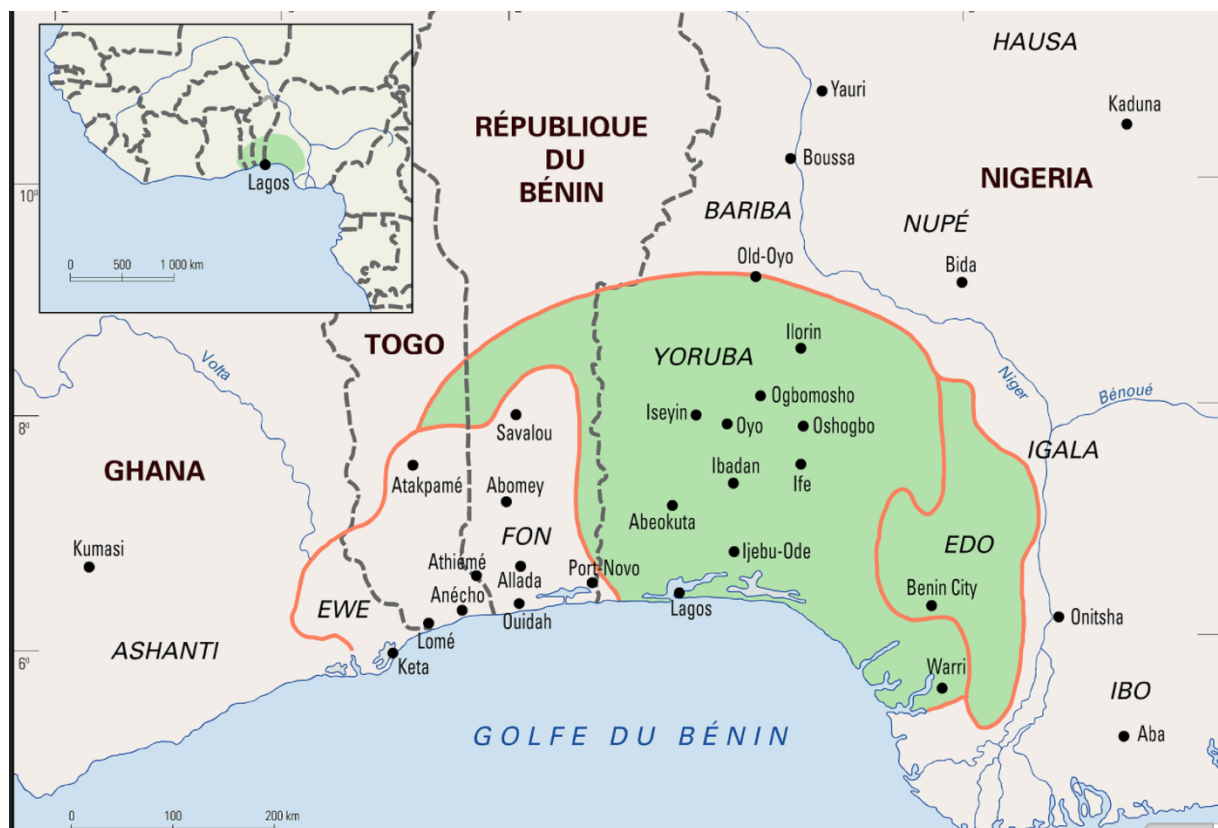 HAUSA
Yauri
Kaduna
RÉPUBLIQUE
DU
BÉNIN
Boussa
NIGERIA
Lagos
10°
BARIBA
NUPÉ
0 500 1 000 km
Old-Oyo
Bida
TOGO
Ilorin
YORUBA
Volta
Niger
Bénoué
Ogbomosho
8°
Iseyin
Oyo
Oshogbo
Savalou
IGALA
GHANA
Ibadan
Ife
Atakpamé
Abomey
Abeokuta
FON
EDO
Kumasi
Ijebu-Ode
Athiémé
Allada
Port-Novo
Anécho
Benin City
EWE
Ouidah
Lagos
Onitsha
Lomé
ASHANTI
6°
Keta
Warri
IBO
GOLFE DU BÉNIN
Aba
0 100 200 km